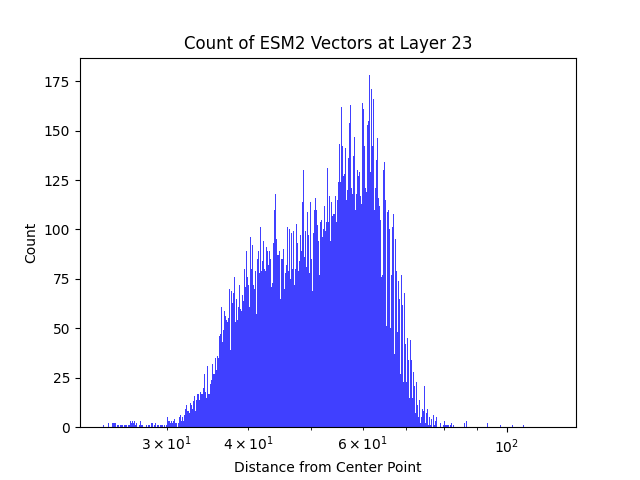 Count of ESM2 Vectors at Layer 23
175
150
125
100
75
50
25
0
Count
3 × 10¹ 4 × 10¹ 6 × 10¹ 10²
Distance from Center Point